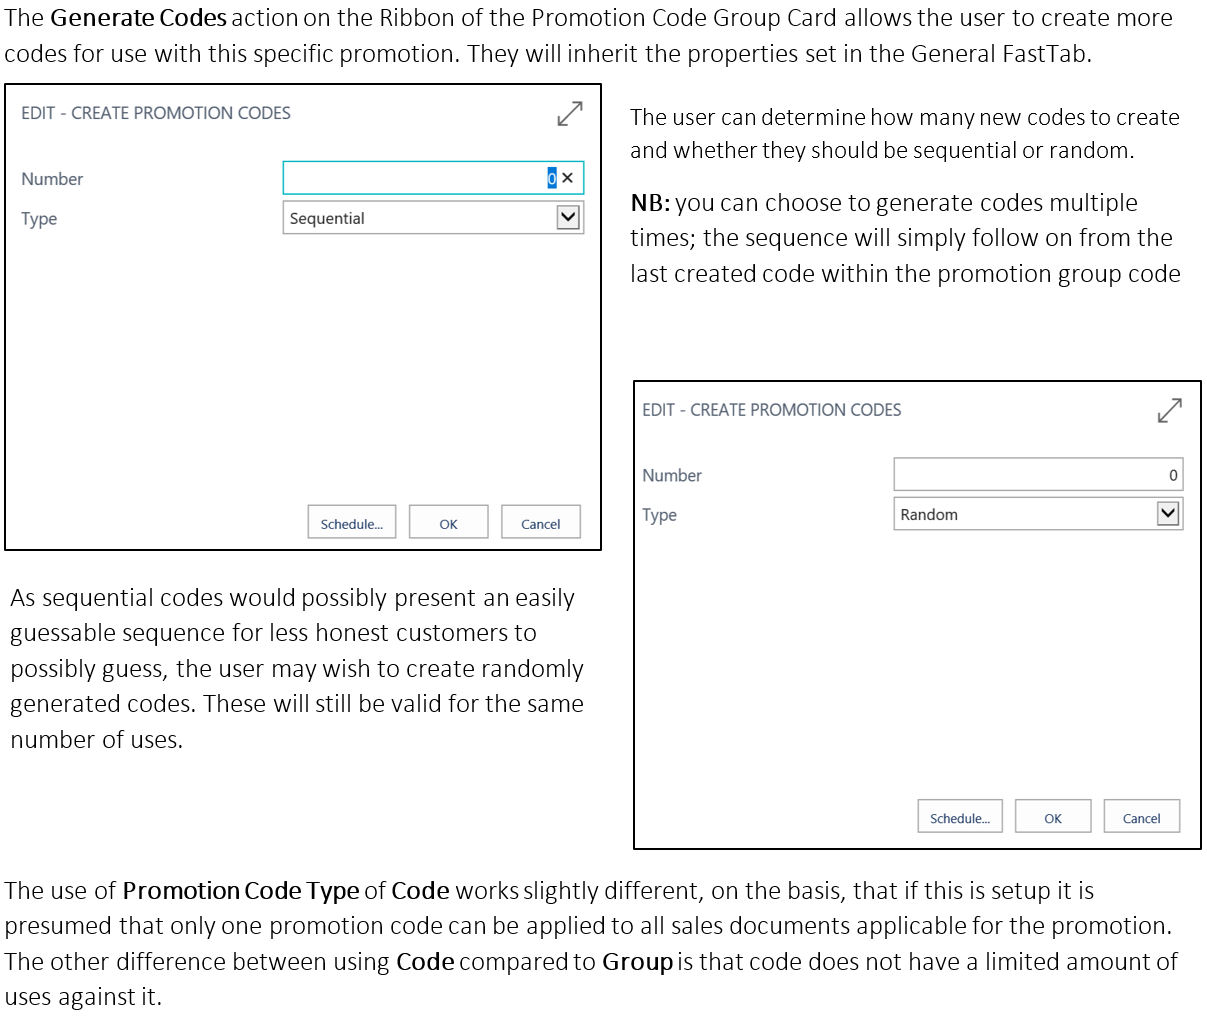 The Generate Codes action on the Ribbon of the Promotion Code Group Card allows the user to create more
codes for use with this specific promotion. They will inherit the properties set in the General FastTab.
EDIT - CREATE PROMOTION CODES
Number
0
Type
Sequential
Schedule...
OK
Cancel
The user can determine how many new codes to create
and whether they should be sequential or random.
NB: you can choose to generate codes multiple
times; the sequence will simply follow on from the
last created code within the promotion group code
As sequential codes would possibly present an easily
guessable sequence for less honest customers to
possibly guess, the user may wish to create randomly
generated codes. These will still be valid for the same
number of uses.
EDIT - CREATE PROMOTION CODES
Number
0
Type
Random
Schedule...
OK
Cancel
The use of Promotion Code Type of Code works slightly different, on the basis, that if this is setup it is
presumed that only one promotion code can be applied to all sales documents applicable for the promotion.
The other difference between using Code compared to Group is that code does not have a limited amount of
uses against it.